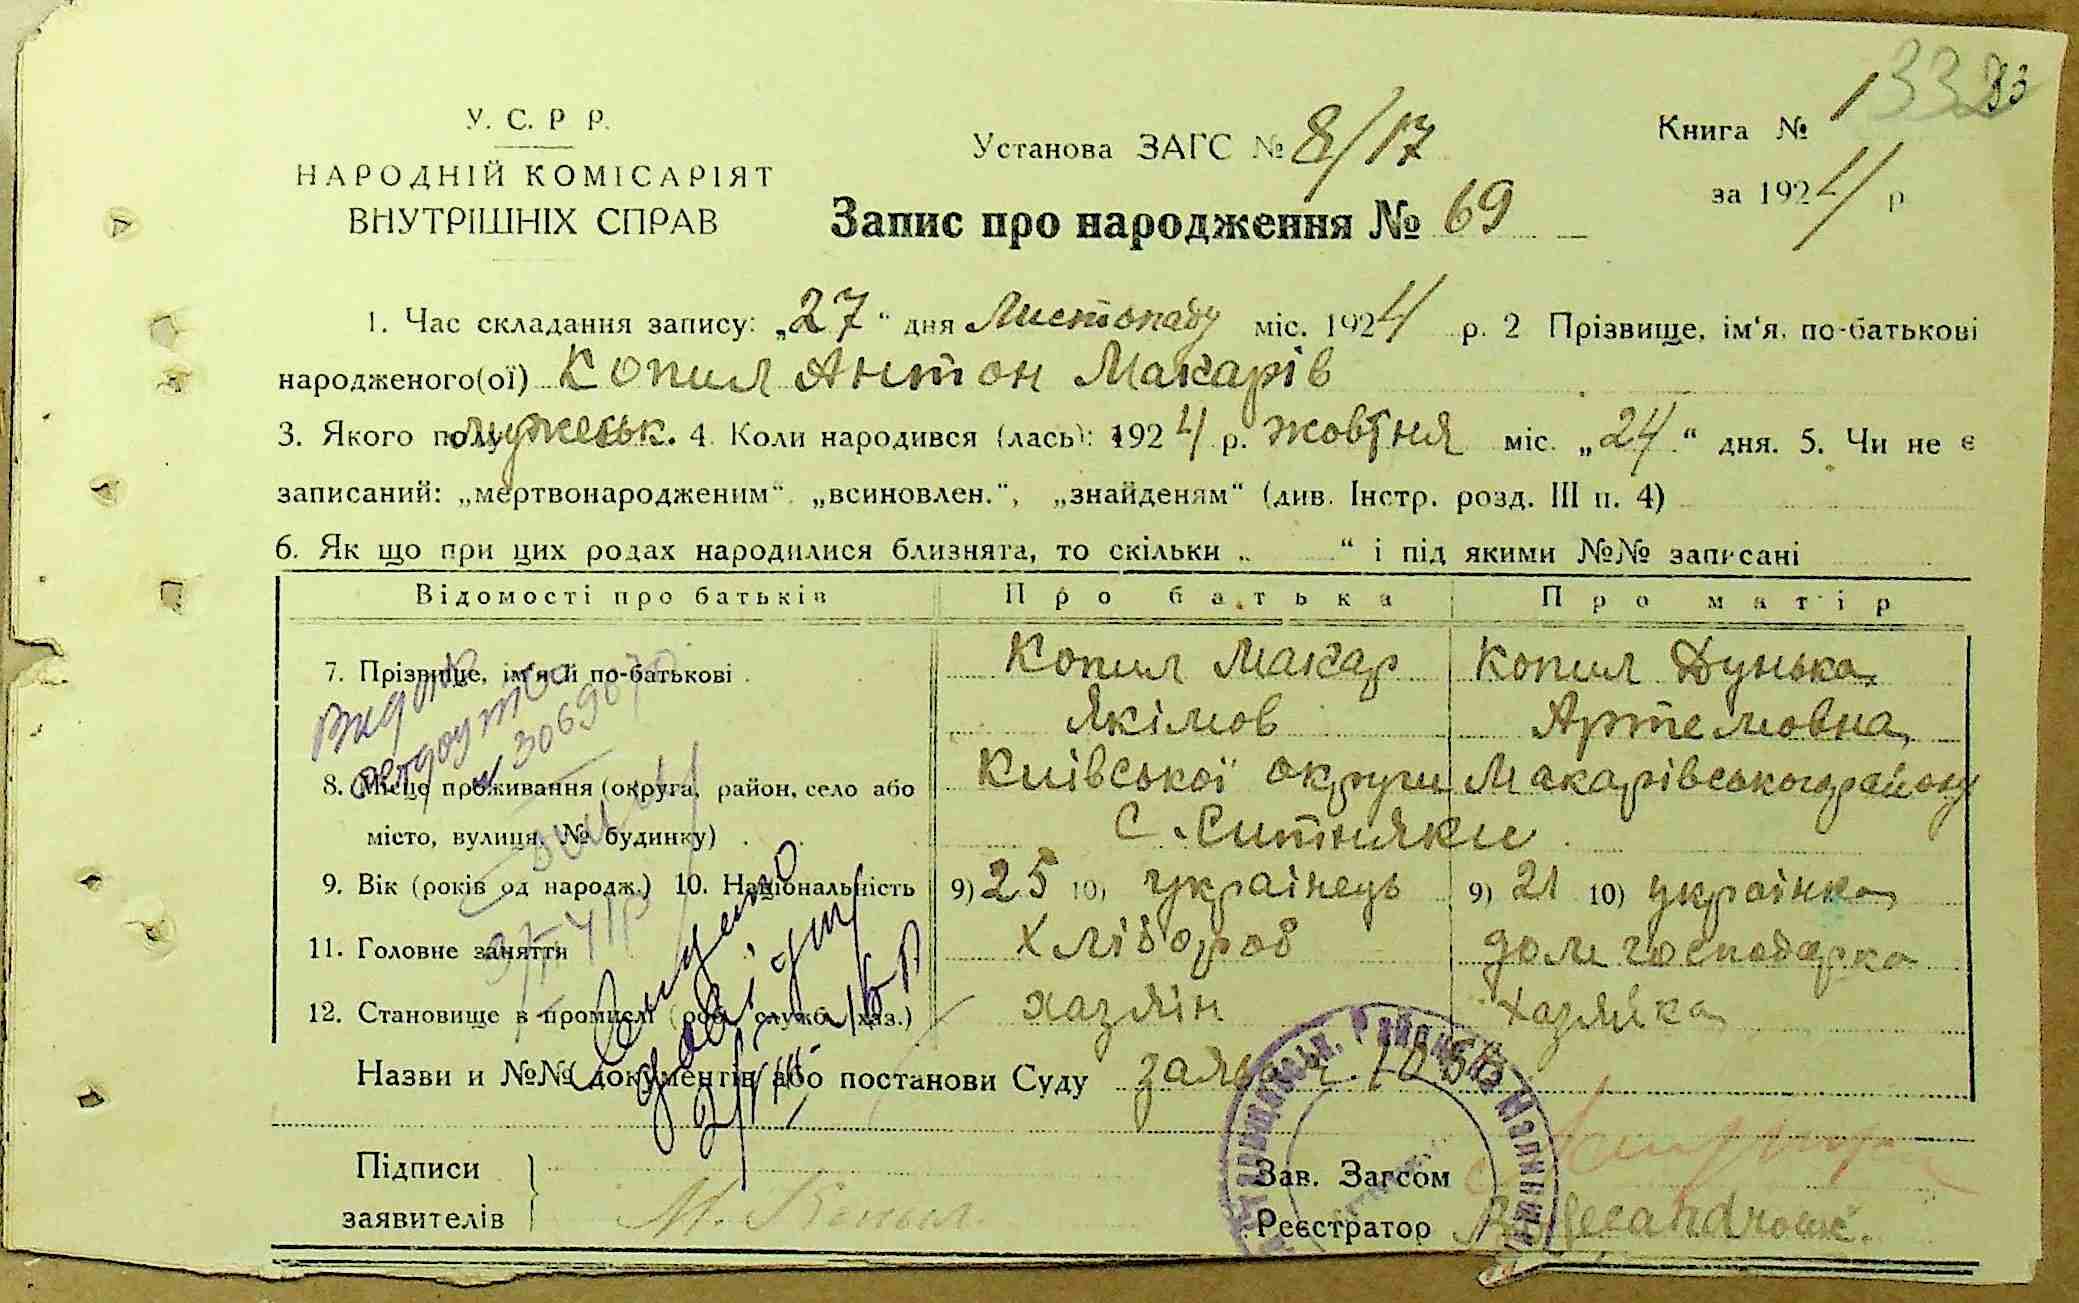 332 83
У. С. Р Р.
НАРОДНІЙ КОМІСАРІЯТ
ВНУТРІШНІХ СПРАВ
Установа ЗАГС № 8/17
Книга № 1
за 1924 р
Запис про народження № 69
1. Час складання запису: „27“ дня Листопаду міс. 1924 р. 2 Прізвище, ім‘я, по-батькові
народженого(ої) Копил Антон Макарів
3. Якого полу мужеськ. 4. Коли народився (лась): 1924 р. жовтня міс. „24“ дня. 5. Чи не є
записаний: „мертвонародженим“. „всиновлен.“, „знайденям“ (див. Інстр. розд. III п. 4)
6. Як що при цих родах народилися близнята, то скільки „ “ і під якими №№ записані
Відомості про батьків Про батька Про матір
7. Прізвище, ім‘я й по-батькові Копил Макар Копил Дунька
Якімов Артемовна
8. Місце проживання (округа, район, село або Київської округи Макарівського району
місто, вулиця, № будинку) с. Ситняки
9. Вік (років од народж.) 10. Національність 9) 25 10) українець 9) 21 10) українка
11. Головне заняття Хлібороб дом господарка
12. Становище в промислі (роб. служб. хаз.) хазяін хазяйка
Назви и №№ документів або постанови Суду
Підписи
заявителів
М. Копил
Зав. Загсом
Реєстратор